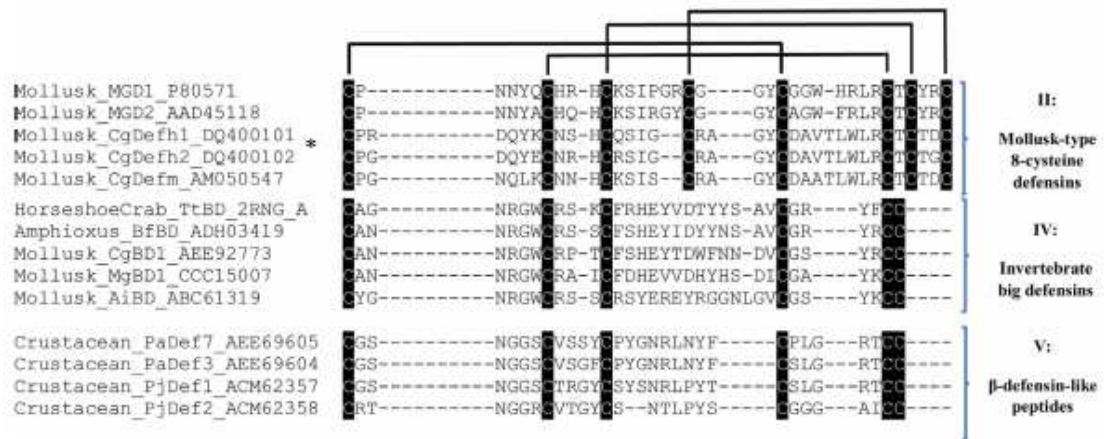 Mollusk_MGD1_P80571 CP-----------NNYQCHR-HCKSIPGRCG----GYCGGW-HRLRCTCYRC
Mollusk_MGD2_AAD45118 CP-----------NNYACHQ-HCKSIRGYCG----GYCAGW-FRLRCTCYRC
Mollusk_CgDefh1_DQ400101 CPR----------DQYKCNS-HCQSIG--CRA---GYCDAVTLWLRCTCTDC
*
Mollusk_CgDefh2_DQ400102 CPG----------DQYECNR-HCRSIG--CRA---GYCDAVTLWLRCTCTGC
Mollusk_CgDefm_AM050547 CPG----------NQLKCNN-HCKSIS--CRA---GYCDAATLWLRCTCTDC
II:
Mollusk-type
8-cysteine
defensins
HorseshoeCrab_TtBD_2RNG_A CAG----------NRGWCRS-KCFRHEYVDTYYS-AVCGR----YFCC----
Amphioxus_BfBD_ADH03419 CAN----------NRGWCRS-CCFSHEYIDYYNS-AVCGR----YRCC----
Mollusk_CgBD1_AEE92773 CAN----------NRGWCRP-TCFSHEYTDWFNN-DVCGS----YRCC----
Mollusk_MgBD1_CCC15007 CAN----------NRGWCRA-ICFDHEVVDHYHS-DICGA----YKCC----
Mollusk_AiBD_ABC61319 CYG----------NRGWCRS-SCRSYEREYRGGNLGVCGS----YKCC----
IV:
Invertebrate
big defensins
Crustacean_PaDef7_AEE69605 CGS----------NGGSCVSSYCPYGNRLNYF-----CPLG---RTCC----
Crustacean_PaDef3_AEE69604 CGS----------NGGSCVSGFCPYGNRLNYF-----CPLG---RTCC----
Crustacean_PjDef1_ACM62357 CGS----------NGGSCTRGYCSYSNRLPYT-----CSLG---RTCC----
Crustacean_PjDef2_ACM62358 CRT----------NGGRCVTGYCS--NTLPYS-----CGGG---AICC----
V:
β-defensin-like
peptides